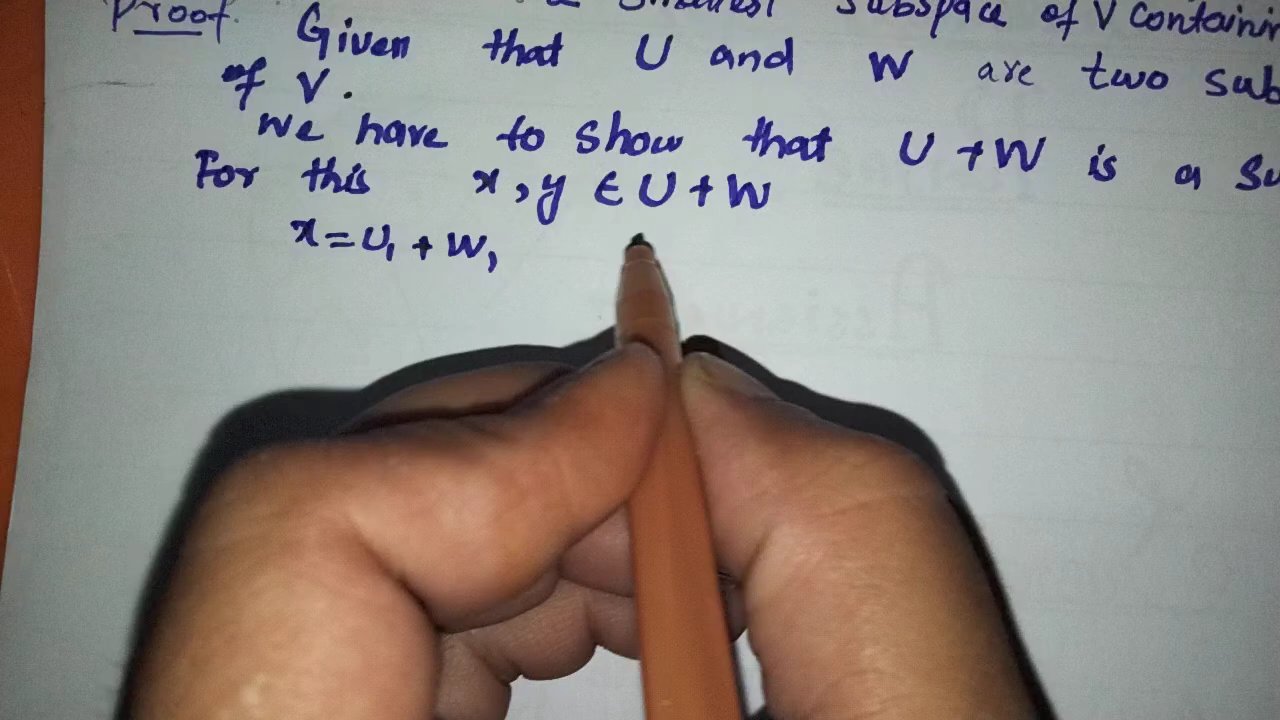 smallest subspace of V containin
Proof. Given that U and W are two sub
of V.
We have to show that U + W is a su
For this x, y ∈ U + W
x = U₁ + W₁